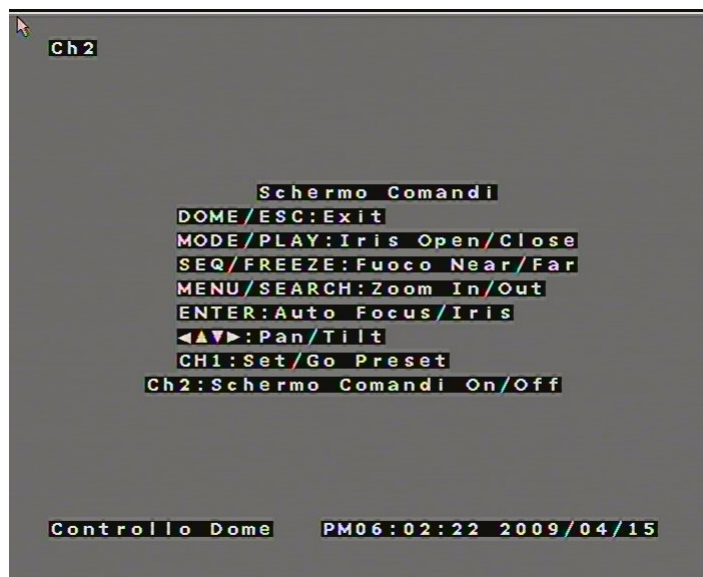 Ch2
Schermo Comandi
DOME/ESC:Exit
MODE/PLAY:Iris Open/Close
SEQ/FREEZE:Fuoco Near/Far
MENU/SEARCH:Zoom In/Out
ENTER:Auto Focus/Iris
◀▲▼▶:Pan/Tilt
CH1:Set/Go Preset
Ch2:Schermo Comandi On/Off
Controllo Dome PM06:02:22 2009/04/15